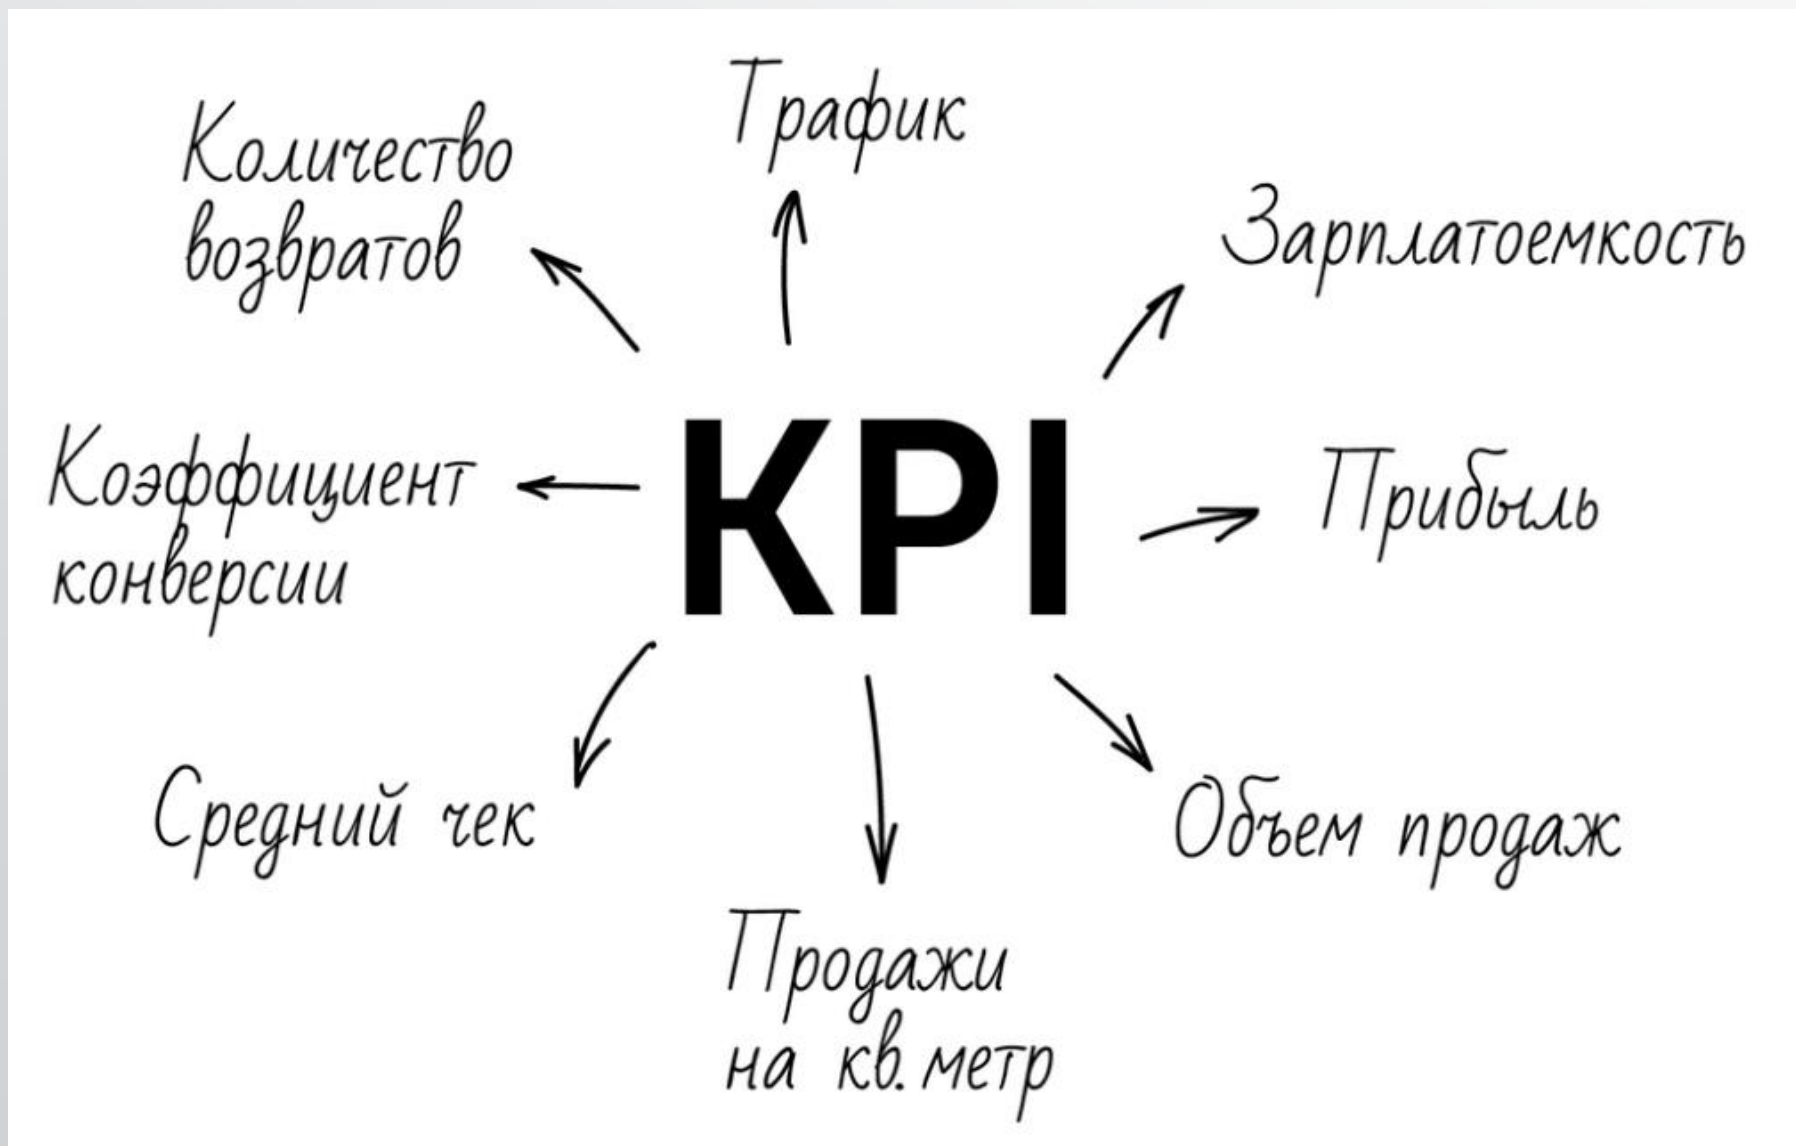 Трафик
Количество
возвратов
Зарплатоемкость
Коэффициент
конверсии
KPI
Прибыль
Средний чек
Объем продаж
Продажи
на кв. метр